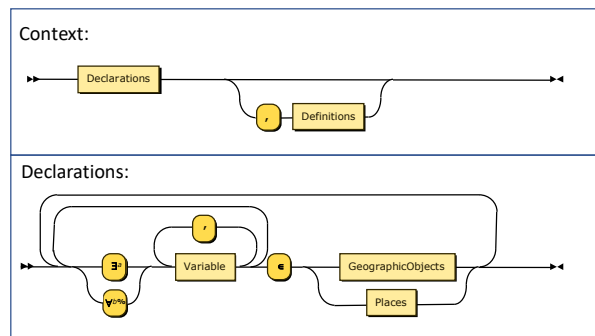 Context:
Declarations
,
Definitions
Declarations:
,
∃ᵃ
Variable
∊
GeographicObjects
∀ᵇ%
Places